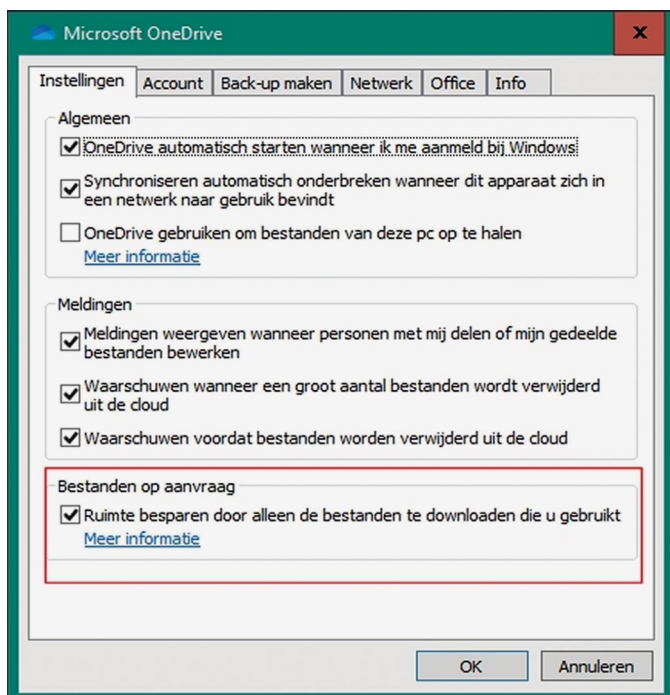 Microsoft OneDrive
Instellingen Account Back-up maken Netwerk Office Info
Algemeen
OneDrive automatisch starten wanneer ik me aanmeld bij Windows
Synchroniseren automatisch onderbreken wanneer dit apparaat zich in
een netwerk naar gebruik bevindt
OneDrive gebruiken om bestanden van deze pc op te halen
Meer informatie
Meldingen
Meldingen weergeven wanneer personen met mij delen of mijn gedeelde
bestanden bewerken
Waarschuwen wanneer een groot aantal bestanden wordt verwijderd
uit de cloud
Waarschuwen voordat bestanden worden verwijderd uit de cloud
Bestanden op aanvraag
Ruimte besparen door alleen de bestanden te downloaden die u gebruikt
Meer informatie
OK Annuleren